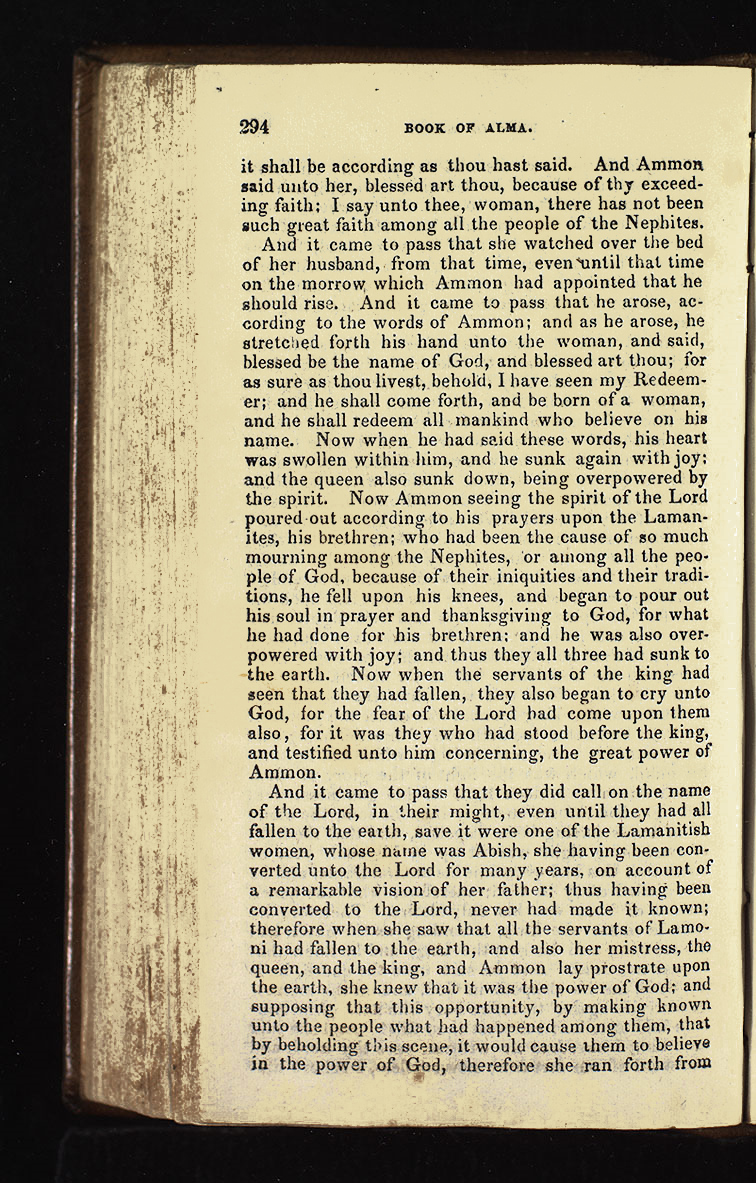 294 BOOK OF ALMA.
it shall be according as thou hast said. And Ammon
said unto her, blessed art thou, because of thy exceed-
ing faith; I say unto thee, woman, there has not been
such great faith among all the people of the Nephites.
And it came to pass that she watched over the bed
of her husband, from that time, even until that time
on the morrow which Ammon had appointed that he
should rise. And it came to pass that he arose, ac-
cording to the words of Ammon; and as he arose, he
stretched forth his hand unto the woman, and said,
blessed be the name of God, and blessed art thou; for
as sure as thou livest, behold, I have seen my Redeem-
er; and he shall come forth, and be born of a woman,
and he shall redeem all mankind who believe on his
name. Now when he had said these words, his heart
was swollen within him, and he sunk again with joy;
and the queen also sunk down, being overpowered by
the spirit. Now Ammon seeing the spirit of the Lord
poured out according to his prayers upon the Laman-
ites, his brethren; who had been the cause of so much
mourning among the Nephites, or among all the peo-
ple of God, because of their iniquities and their tradi-
tions, he fell upon his knees, and began to pour out
his soul in prayer and thanksgiving to God, for what
he had done for his brethren; and he was also over-
powered with joy; and thus they all three had sunk to
the earth. Now when the servants of the king had
seen that they had fallen, they also began to cry unto
God, for the fear of the Lord had come upon them
also, for it was they who had stood before the king,
and testified unto him concerning, the great power of
Ammon.
And it came to pass that they did call on the name
of the Lord, in their might, even until they had all
fallen to the earth, save it were one of the Lamanitish
women, whose name was Abish, she having been con-
verted unto the Lord for many years, on account of
a remarkable vision of her father; thus having been
converted to the Lord, never had made it known;
therefore when she saw that all the servants of Lamo-
ni had fallen to the earth, and also her mistress, the
queen, and the king, and Ammon lay prostrate upon
the earth, she knew that it was the power of God; and
supposing that this opportunity, by making known
unto the people what had happened among them, that
by beholding this scene, it would cause them to believe
in the power of God, therefore she ran forth from